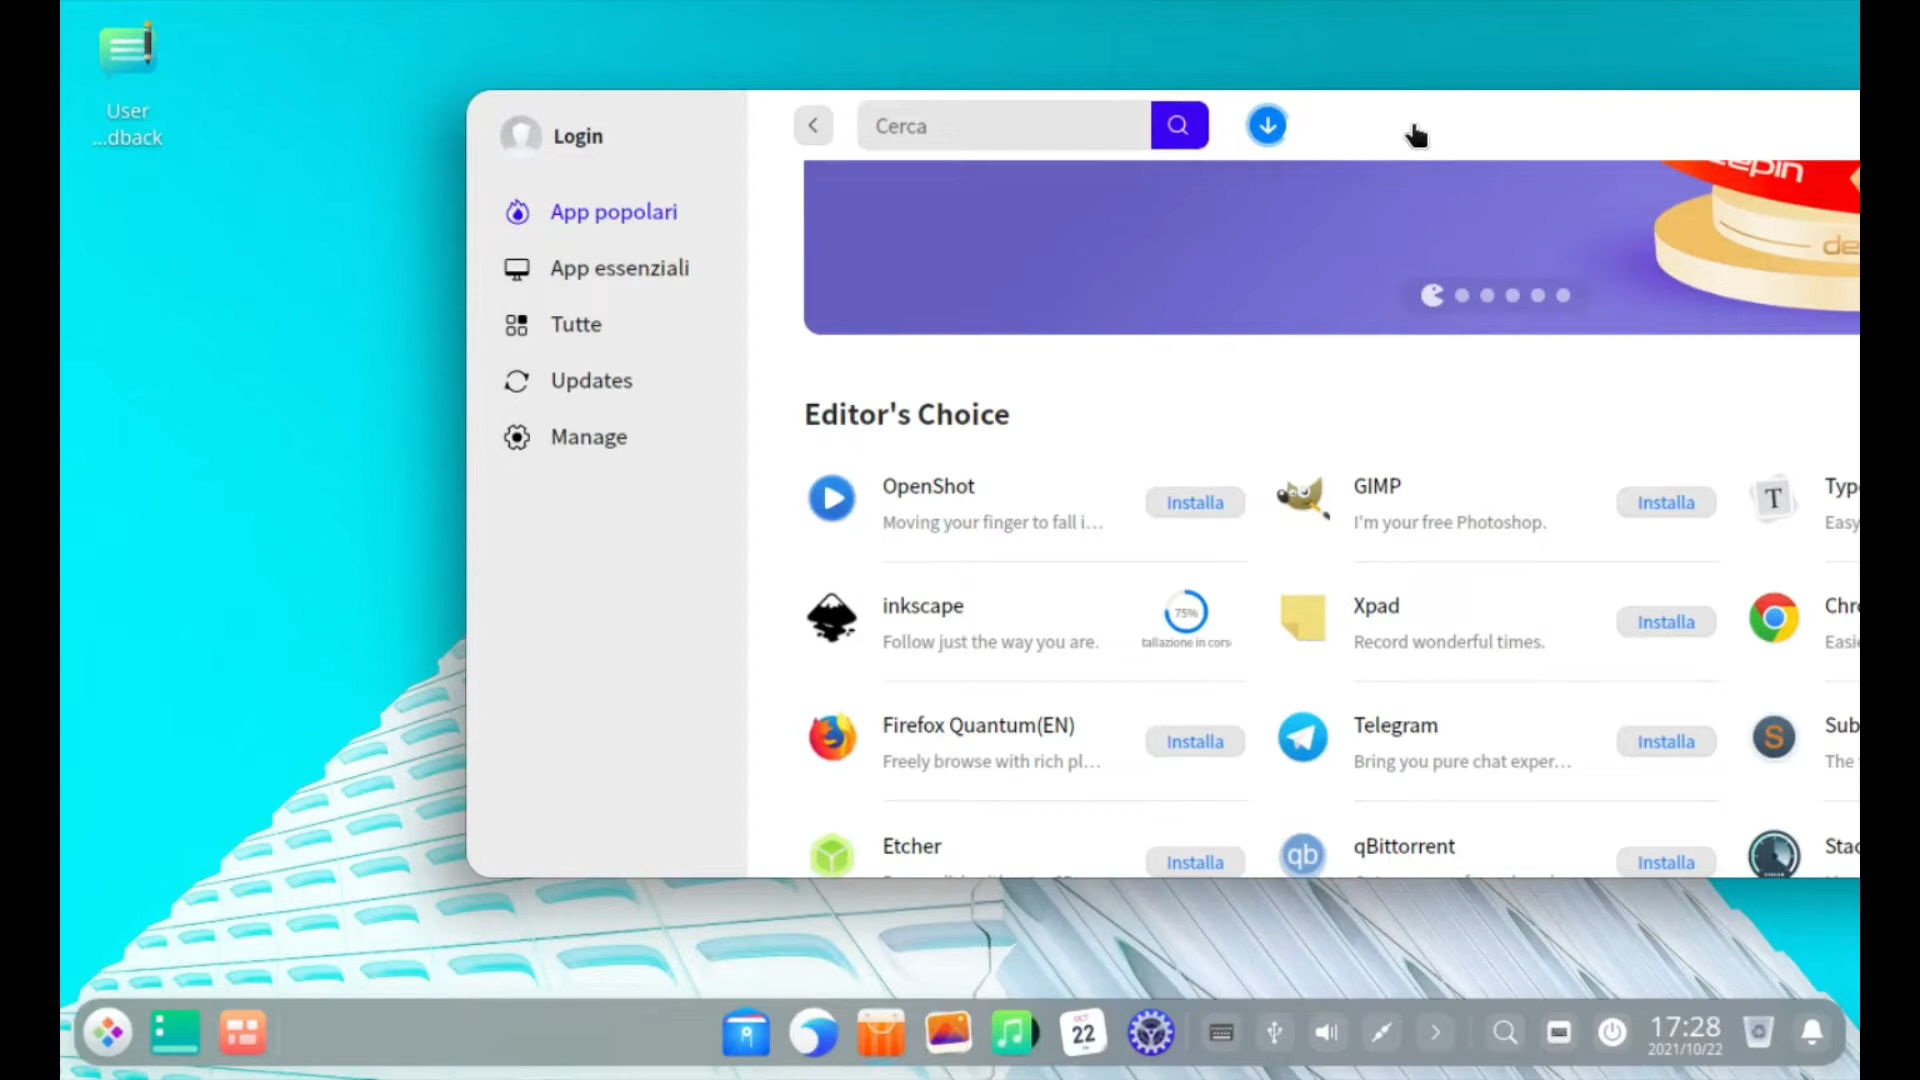 User
...dback
Login
App popolari
App essenziali
Tutte
Updates
Manage
Cerca
Editor's Choice
OpenShot
Moving your finger to fall i...
Installa
GIMP
I'm your free Photoshop.
Installa
T
Typ
Easy
inkscape
Follow just the way you are.
75%
tallazione in cors
Xpad
Record wonderful times.
Installa
Chr
Easi
Firefox Quantum(EN)
Freely browse with rich pl...
Installa
Telegram
Bring you pure chat exper...
Installa
S
Sub
The
Etcher
Installa
qb
qBittorrent
Installa
Stac
OCT
22
17:28
2021/10/22